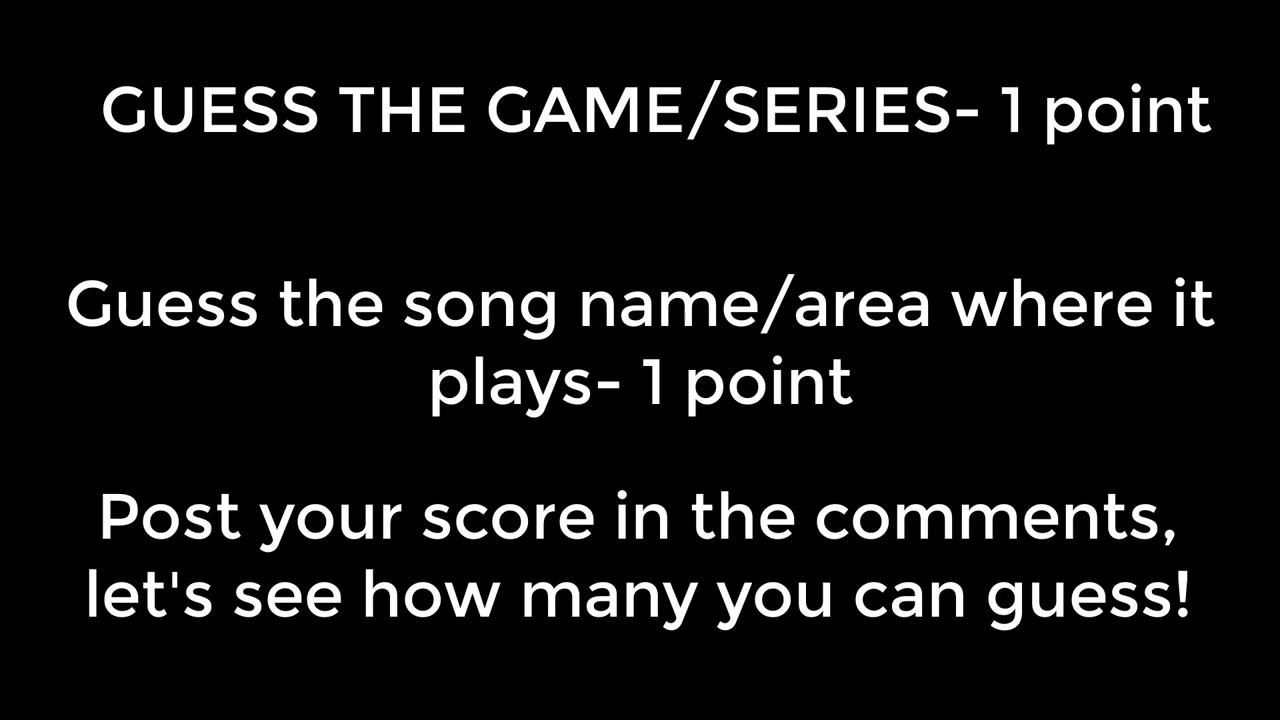 GUESS THE GAME/SERIES- 1 point
Guess the song name/area where it
plays- 1 point
Post your score in the comments,
let's see how many you can guess!